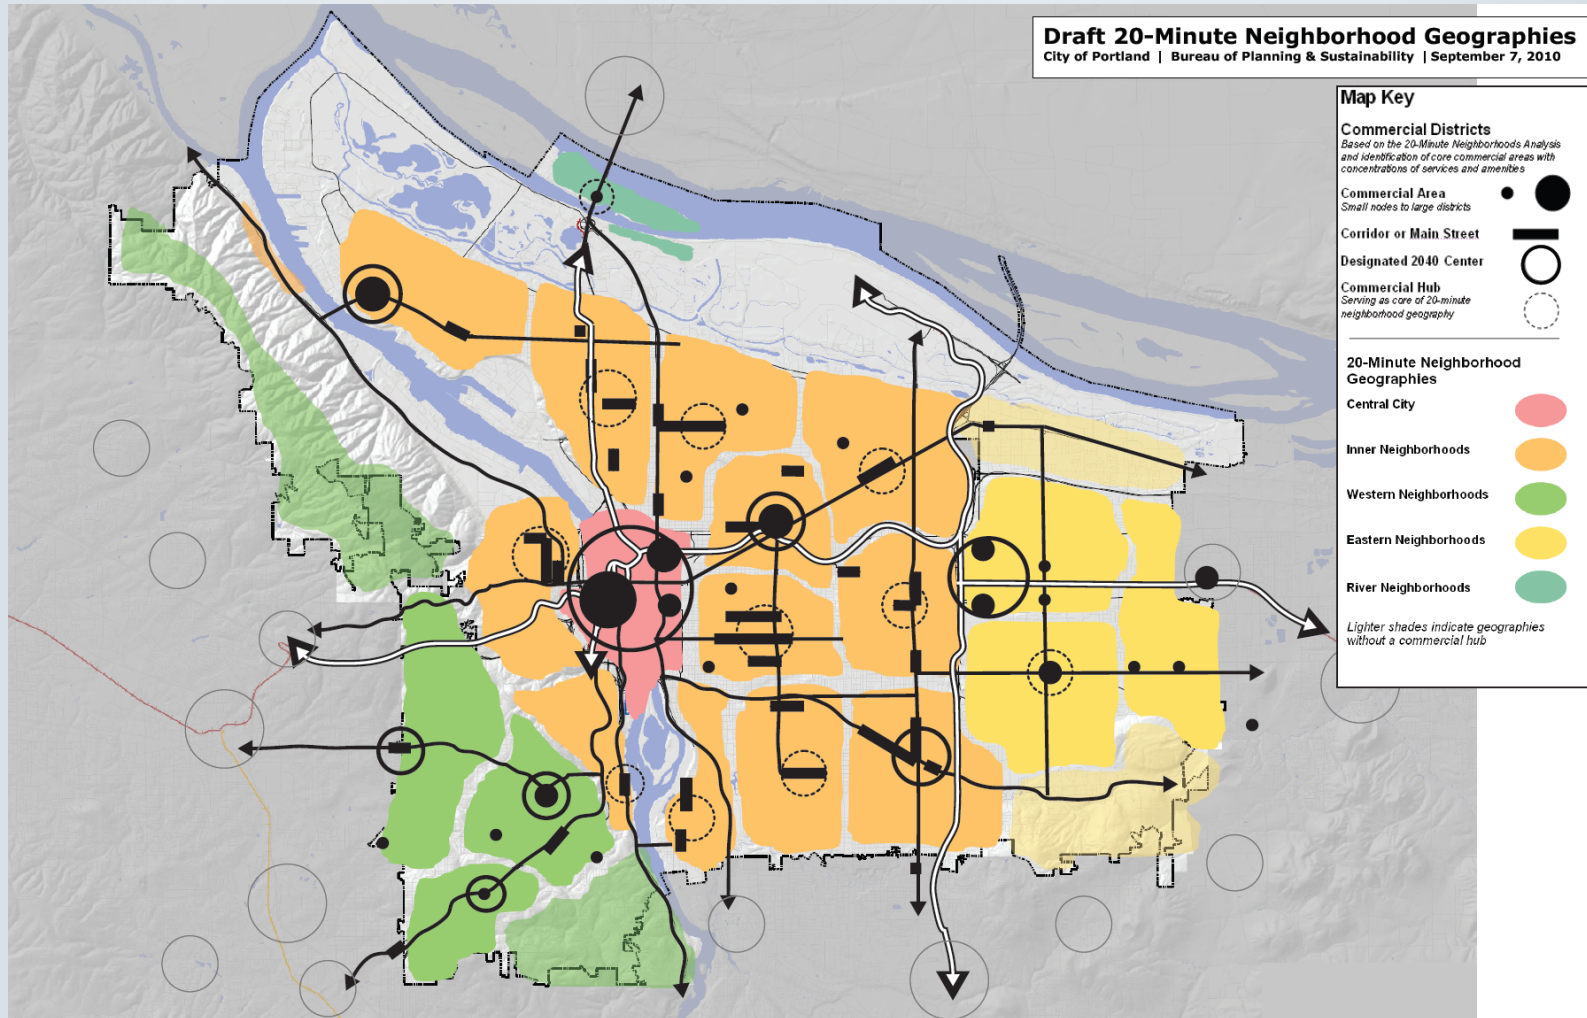 Draft 20-Minute Neighborhood Geographies
City of Portland | Bureau of Planning & Sustainability | September 7, 2010
Map Key
Commercial Districts
Based on the 20-Minute Neighborhoods Analysis
and identification of core commercial areas with
concentrations of services and amenities
Commercial Area
Small nodes to large districts
Corridor or Main Street
Designated 2040 Center
Commercial Hub
Serving as core of 20-minute
neighborhood geography
20-Minute Neighborhood
Geographies
Central City
Inner Neighborhoods
Western Neighborhoods
Eastern Neighborhoods
River Neighborhoods
Lighter shades indicate geographies
without a commercial hub